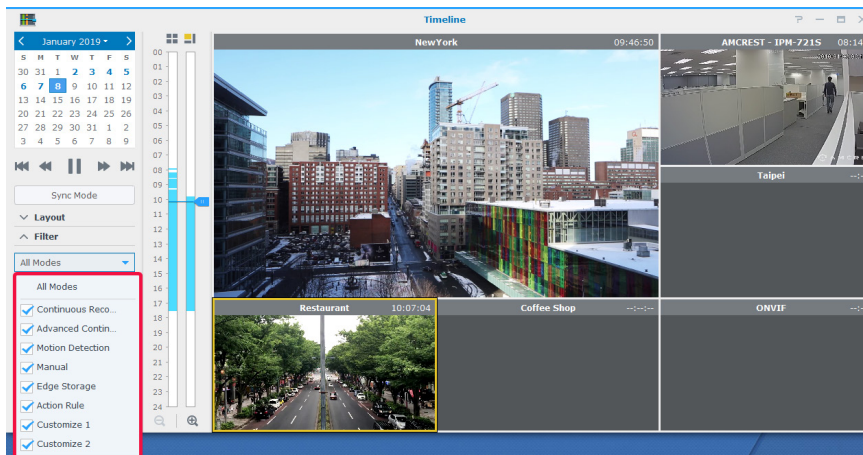 Timeline
January 2019
S M T W T F S
30 31 1 2 3 4 5
6 7 8 9 10 11 12
13 14 15 16 17 18 19
20 21 22 23 24 25 26
27 28 29 30 31 1 2
3 4 5 6 7 8 9
Sync Mode
Layout
Filter
All Modes
All Modes
Continuous Reco...
Advanced Contin...
Motion Detection
Manual
Edge Storage
Action Rule
Customize 1
Customize 2
00
01
02
03
04
05
06
07
08
09
10
11
12
13
14
15
16
17
18
19
20
21
22
23
24
NewYork 09:46:50
AMCREST - IPM-721S 08:14
Taipei --:-
Restaurant 10:07:04
Coffee Shop --:--:--
ONVIF --:-